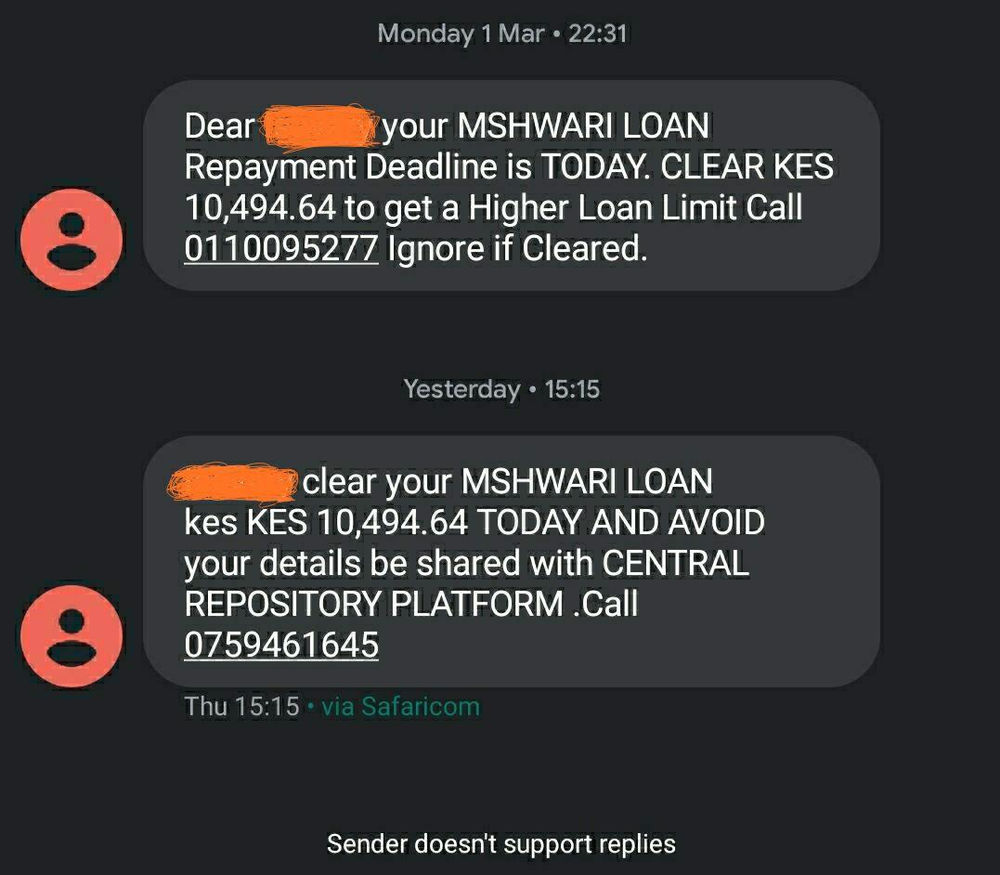 Monday 1 Mar • 22:31
Dear your MSHWARI LOAN
Repayment Deadline is TODAY. CLEAR KES
10,494.64 to get a Higher Loan Limit Call
0110095277 Ignore if Cleared.
Yesterday • 15:15
clear your MSHWARI LOAN
kes KES 10,494.64 TODAY AND AVOID
your details be shared with CENTRAL
REPOSITORY PLATFORM .Call
0759461645
Thu 15:15 • via Safaricom
Sender doesn't support replies